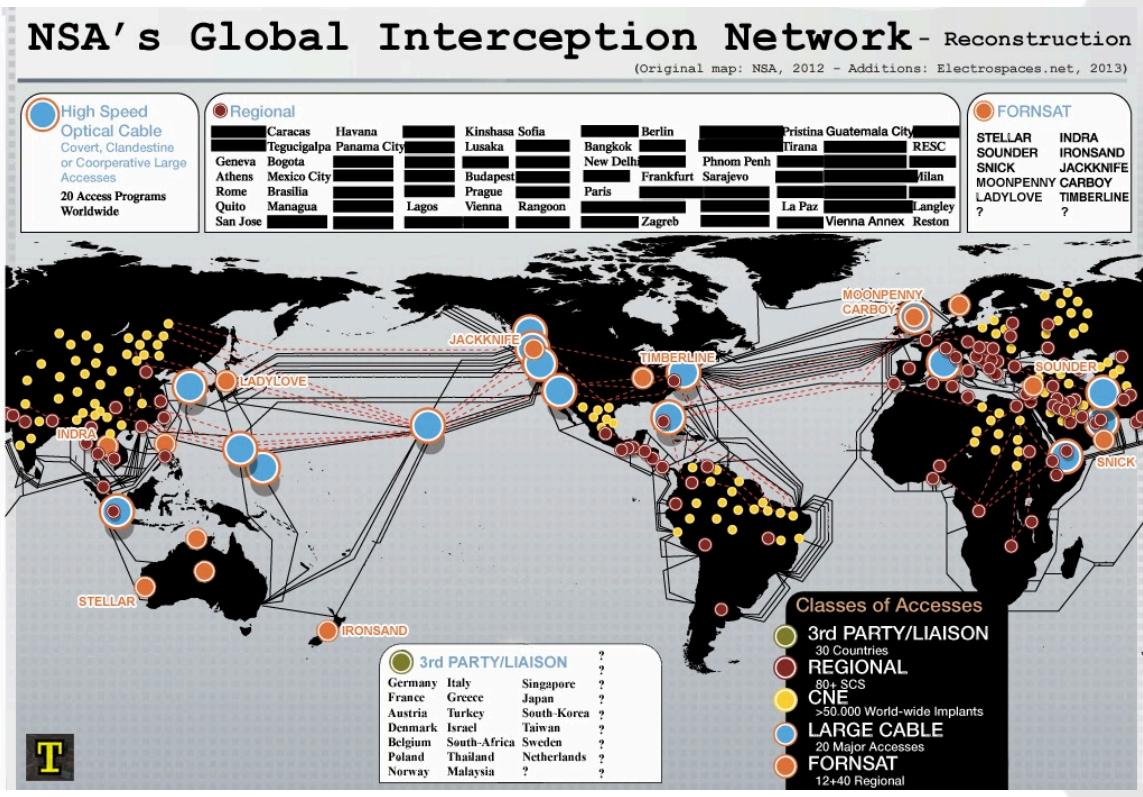 NSA's Global Interception Network - Reconstruction
(Original map: NSA, 2012 - Additions: Electrospaces.net, 2013)
High Speed
Optical Cable
Covert, Clandestine
or Coorperative Large
Accesses
20 Access Programs
Worldwide
Regional
Caracas Havana Kinshasa Sofia Berlin Pristina Guatemala City
Tegucigalpa Panama City Lusaka Bangkok Tirana RESC
Geneva Bogota New Delhi Phnom Penh
Athens Mexico City Budapest Frankfurt Sarajevo Milan
Rome Brasilia Prague Paris
Quito Managua Lagos Vienna Rangoon La Paz Langley
San Jose Zagreb Vienna Annex Reston
FORNSAT
STELLAR INDRA
SOUNDER IRONSAND
SNICK JACKKNIFE
MOONPENNY CARBOY
LADYLOVE TIMBERLINE
? ?
MOONPENNY
CARBOY
JACKKNIFE
TIMBERLINE
SOUNDER
LADYLOVE
INDRA
SNICK
STELLAR
IRONSAND
3rd PARTY/LIAISON ?
?
Germany Italy Singapore ?
France Greece Japan ?
Austria Turkey South-Korea ?
Denmark Israel Taiwan ?
Belgium South-Africa Sweden ?
Poland Thailand Netherlands ?
Norway Malaysia ? ?
Classes of Accesses
3rd PARTY/LIAISON
30 Countries
REGIONAL
80+ SCS
CNE
>50.000 World-wide Implants
LARGE CABLE
20 Major Accesses
FORNSAT
12+40 Regional
T